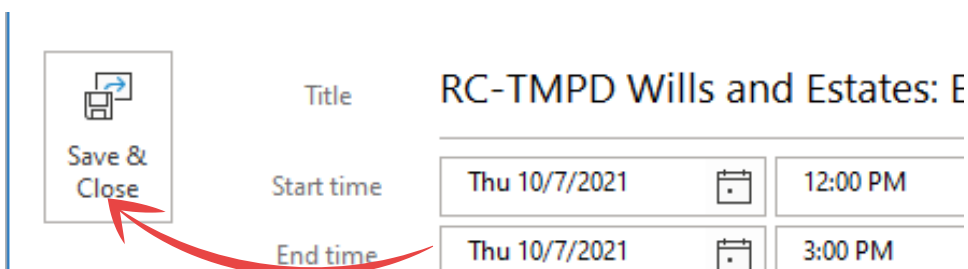 Save &
Close
Title
RC-TMPD Wills and Estates:
Start time
Thu 10/7/2021
12:00 PM
End time
Thu 10/7/2021
3:00 PM